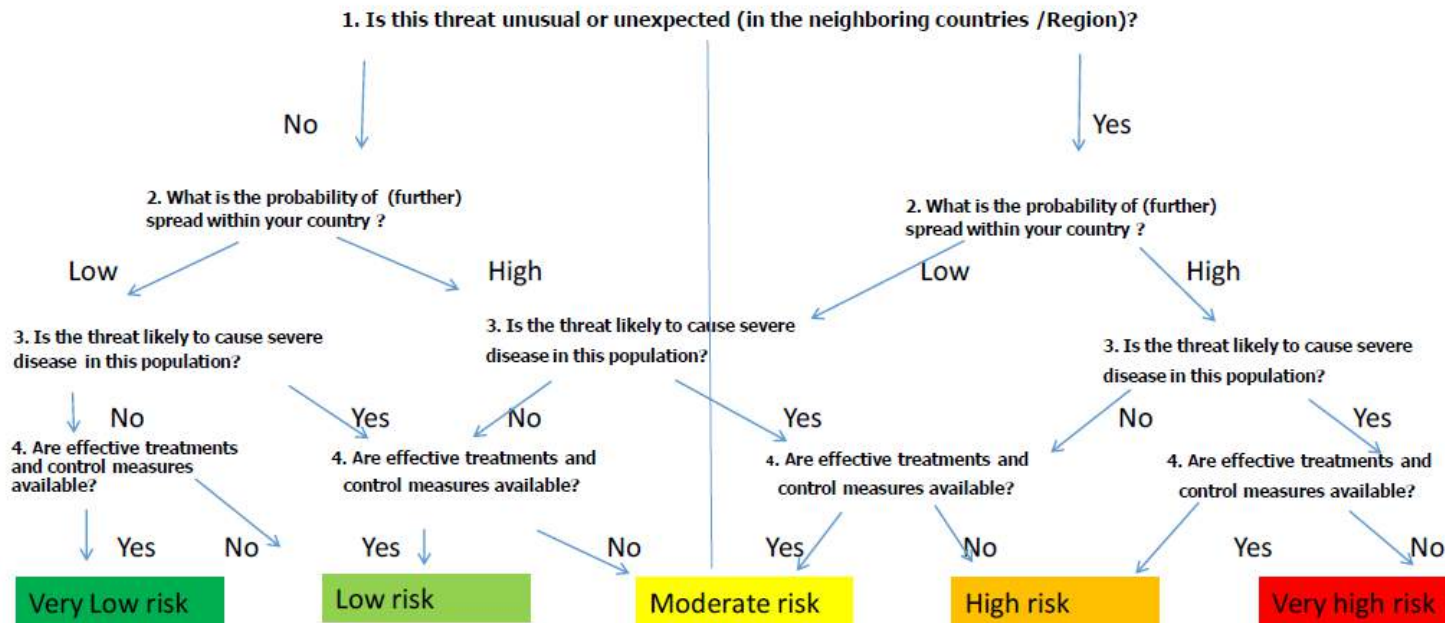 1. Is this threat unusual or unexpected (in the neighboring countries /Region)?
No
Yes
2. What is the probability of (further)
spread within your country ?
2. What is the probability of (further)
spread within your country ?
Low
High
Low
High
3. Is the threat likely to cause severe
disease in this population?
3. Is the threat likely to cause severe
disease in this population?
3. Is the threat likely to cause severe
disease in this population?
No
Yes
No
Yes
No
Yes
4. Are effective treatments
and control measures
available?
4. Are effective treatments and
control measures available?
4. Are effective treatments and
control measures available?
4. Are effective treatments and
control measures available?
Yes
No
Yes
No
Yes
No
Yes
No
Very Low risk
Low risk
Moderate risk
High risk
Very high risk